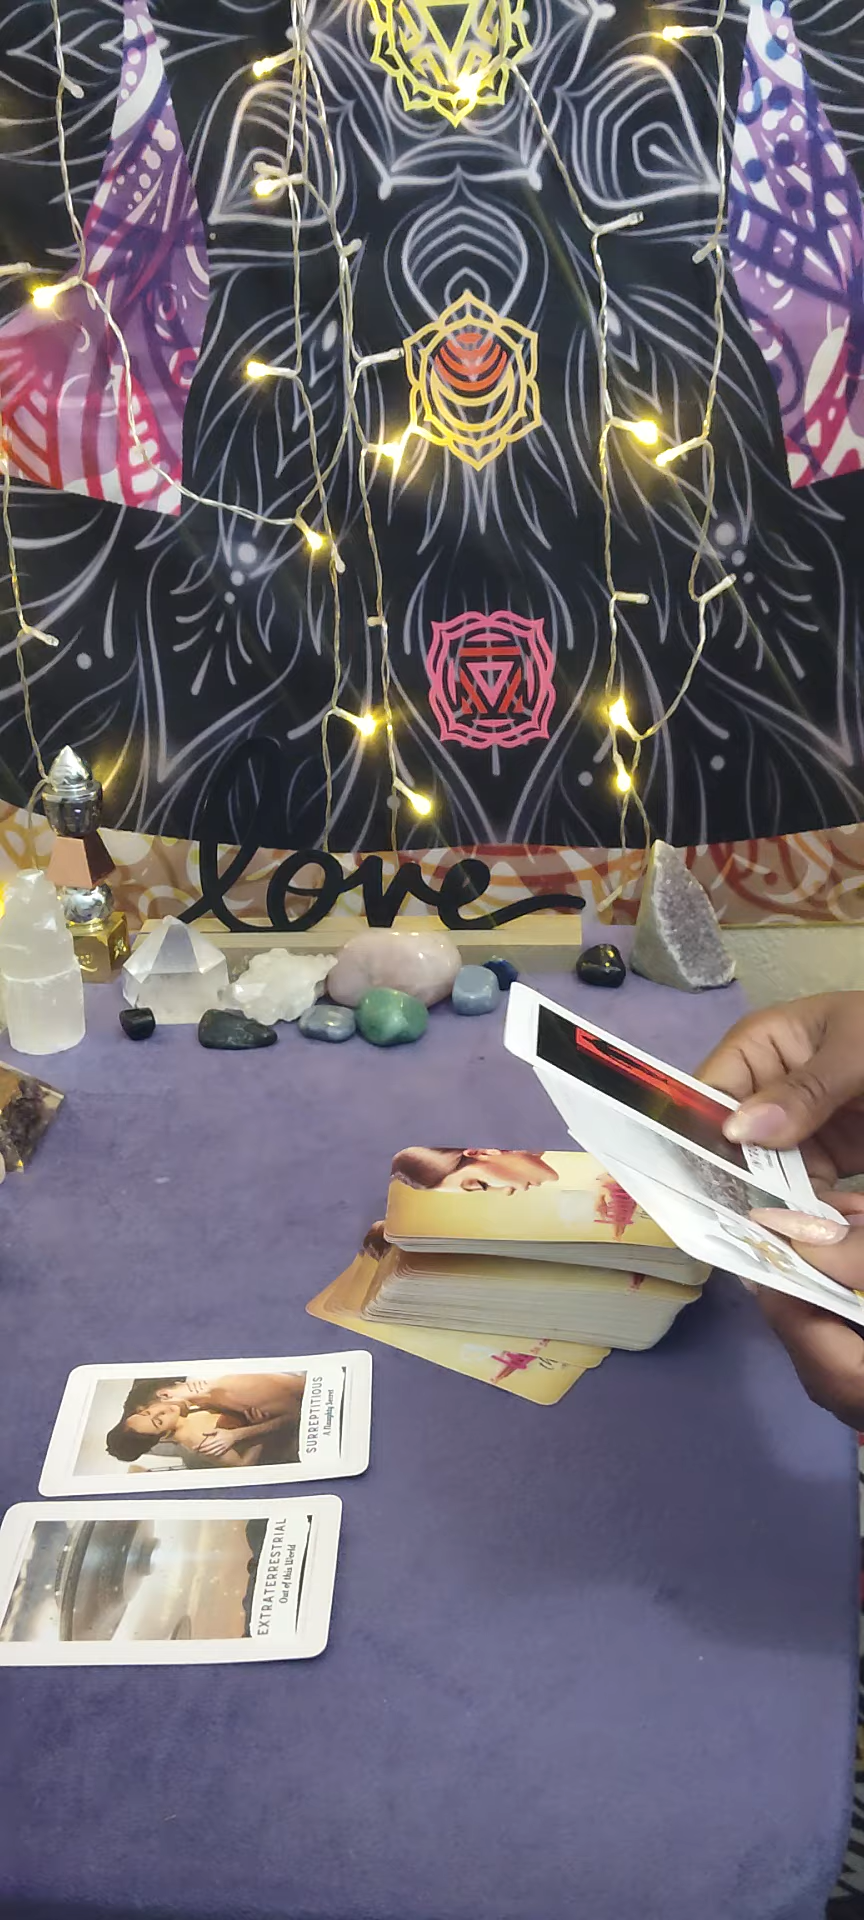 love
SURREPTITIOUS
A Naughty Secret
EXTRATERRESTRIAL
Out of this World